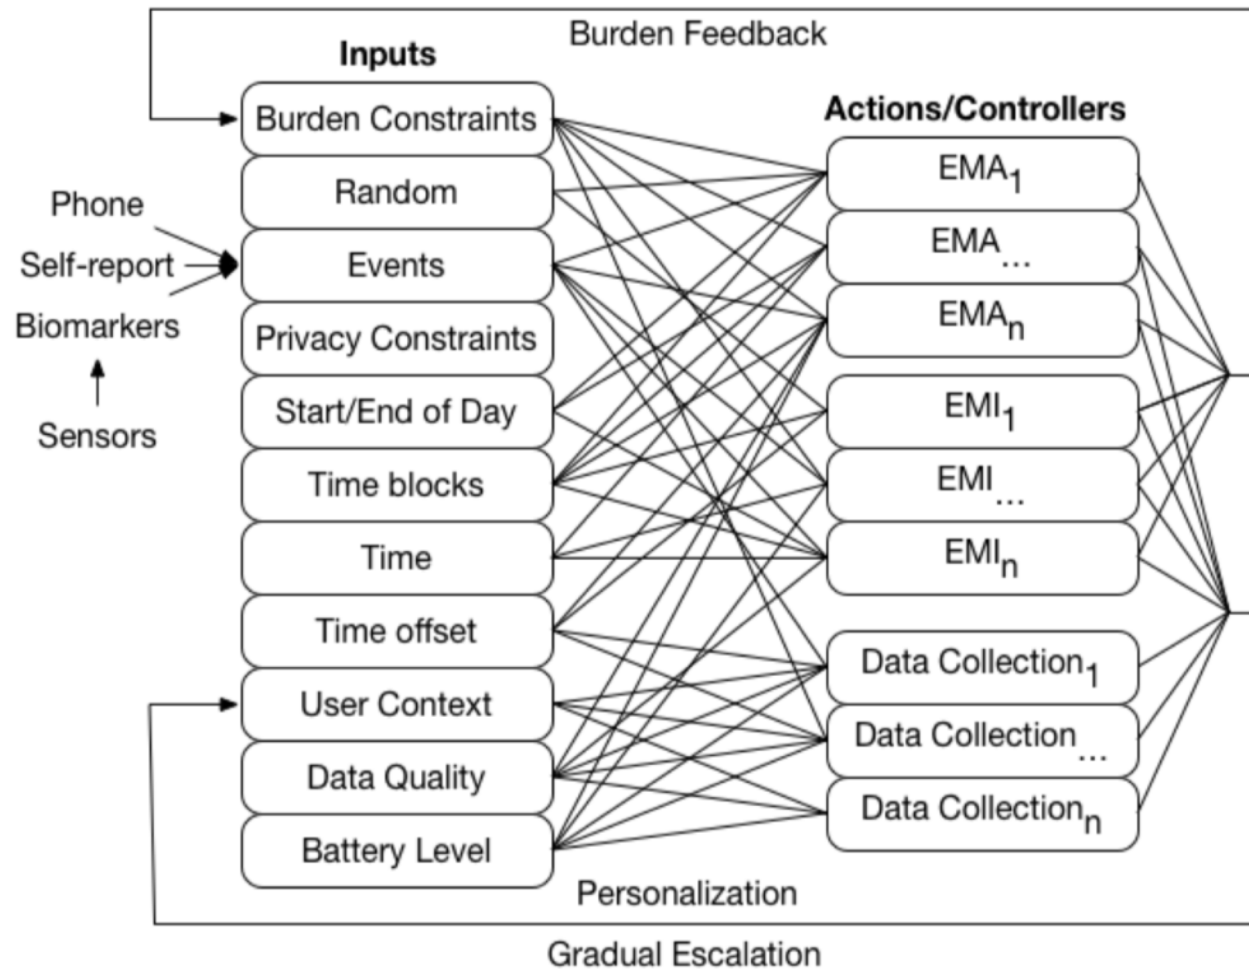 Burden Feedback
Inputs
Burden Constraints
Random
Events
Privacy Constraints
Start/End of Day
Time blocks
Time
Time offset
User Context
Data Quality
Battery Level
Phone
Self-report
Biomarkers
Sensors
Actions/Controllers
EMA1
EMA...
EMAn
EMI1
EMI...
EMIn
Data Collection1
Data Collection...
Data Collectionn
Personalization
Gradual Escalation